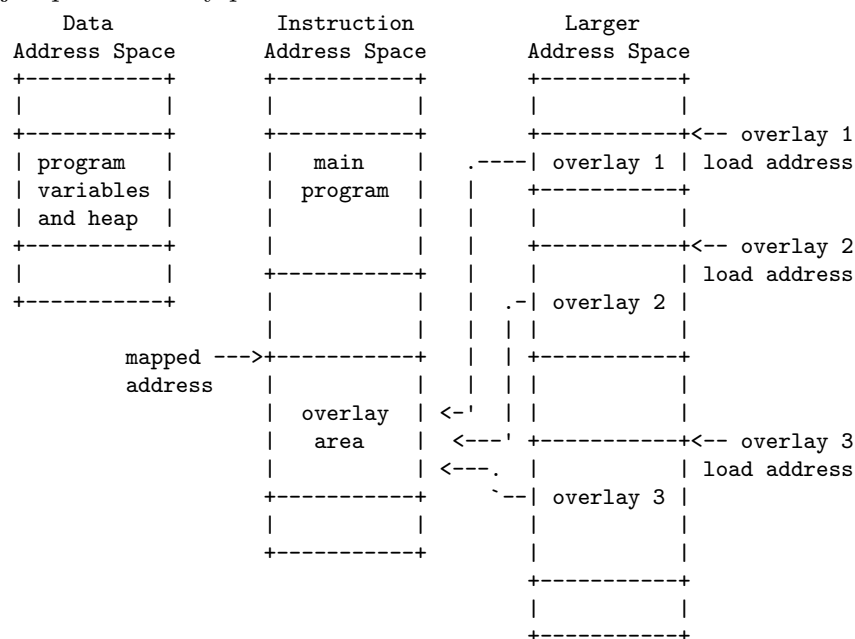 Data             Instruction            Larger
Address Space       Address Space        Address Space
+-----------+       +-----------+        +-----------+
|           |       |           |        |           |
+-----------+       +-----------+        +-----------+<-- overlay 1
| program   |       |   main    |   .----| overlay 1 | load address
| variables |       |  program  |   |    +-----------+
| and heap  |       |           |   |    |           |
+-----------+       |           |   |    +-----------+<-- overlay 2
|           |       +-----------+   |    |           | load address
+-----------+       |           |   |  .-| overlay 2 |
|           |   |  | |           |
mapped --->+-----------+   |  | +-----------+
address    |           |   |  | |           |
|  overlay  | <-'  | |           |
|   area    |  <---' +-----------+<-- overlay 3
|           | <---.  |           | load address
+-----------+     `--| overlay 3 |
|           |        |           |
+-----------+        |           |
+-----------+
|           |
+-----------+